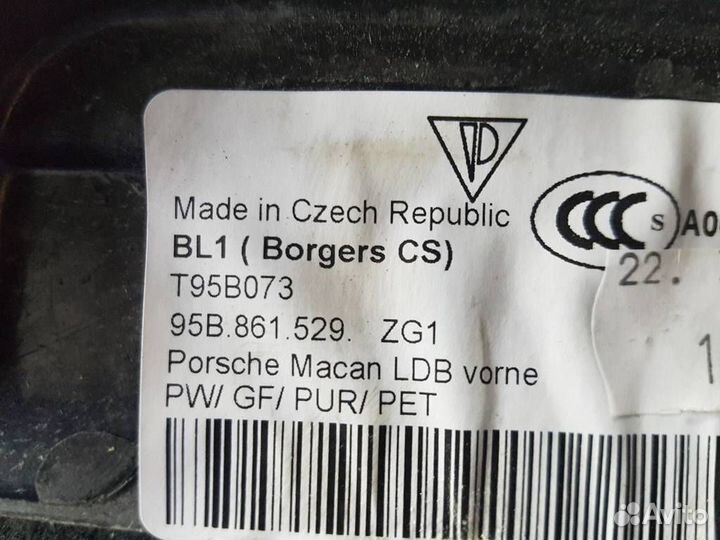 Made in Czech Republic
BL1 ( Borgers CS)
T95B073
95B.861.529. ZG1
Porsche Macan LDB vorne
PW/ GF/ PUR/ PET
CCC S A0
22.
1
Avito